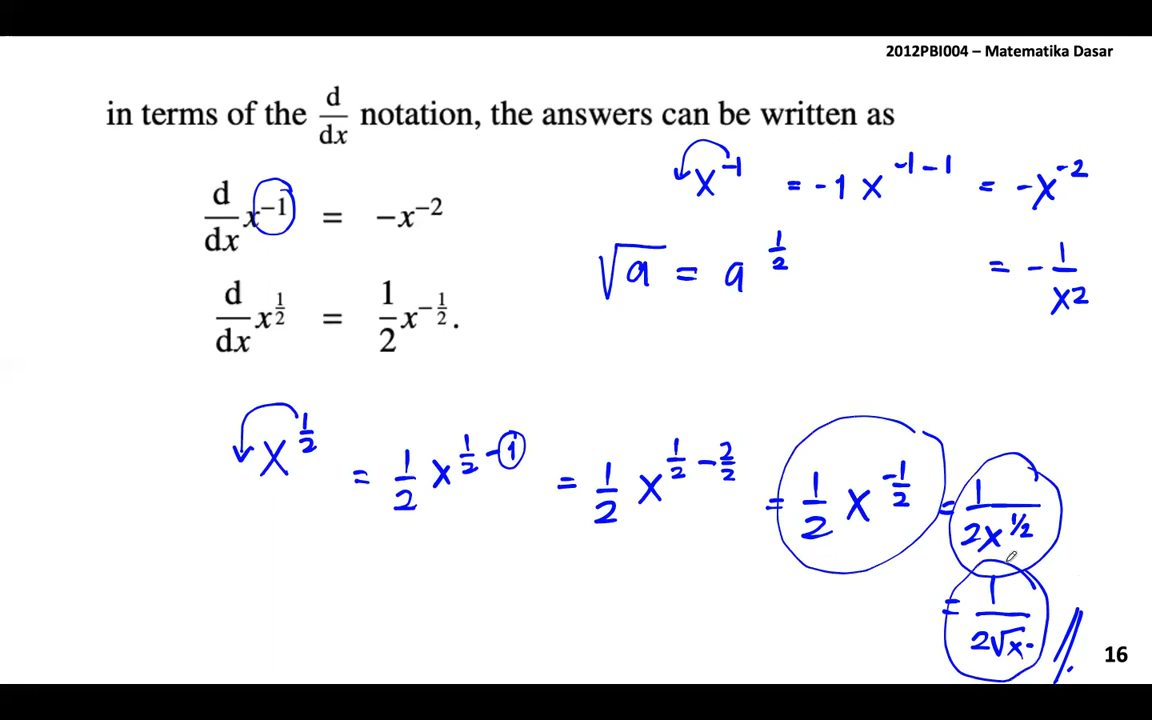 2012PBI004 – Matematika Dasar
in terms of the d/dx notation, the answers can be written as
x⁻¹ = -1 x⁻¹⁻¹ = -x⁻²
d/dx x⁻¹ = −x⁻²
√a = a^(1/2)
= - 1/x2
d/dx x^(1/2) = 1/2 x^(−1/2).
x^(1/2) = 1/2 x^(1/2 - 1) = 1/2 x^(1/2 - 2/2) = 1/2 x^(-1/2) = 1/(2x^(1/2))
= 1/(2√x)
16